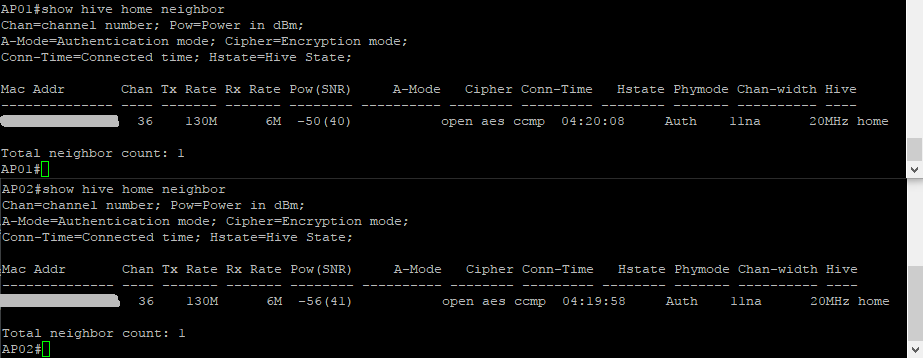 AP01#show hive home neighbor
Chan=channel number; Pow=Power in dBm;
A-Mode=Authentication mode; Cipher=Encryption mode;
Conn-Time=Connected time; Hstate=Hive State;
Mac Addr Chan Tx Rate Rx Rate Pow(SNR) A-Mode Cipher Conn-Time Hstate Phymode Chan-width Hive
-------------- ---- ------- ------- -------- ---------- -------- --------- -------- ------- ---------- ----
36 130M 6M -50(40) open aes ccmp 04:20:08 Auth 11na 20MHz home
Total neighbor count: 1
AP01#
AP02#show hive home neighbor
Chan=channel number; Pow=Power in dBm;
A-Mode=Authentication mode; Cipher=Encryption mode;
Conn-Time=Connected time; Hstate=Hive State;
Mac Addr Chan Tx Rate Rx Rate Pow(SNR) A-Mode Cipher Conn-Time Hstate Phymode Chan-width Hive
-------------- ---- ------- ------- -------- ---------- -------- --------- -------- ------- ---------- ----
36 130M 6M -56(41) open aes ccmp 04:19:58 Auth 11na 20MHz home
Total neighbor count: 1
AP02#